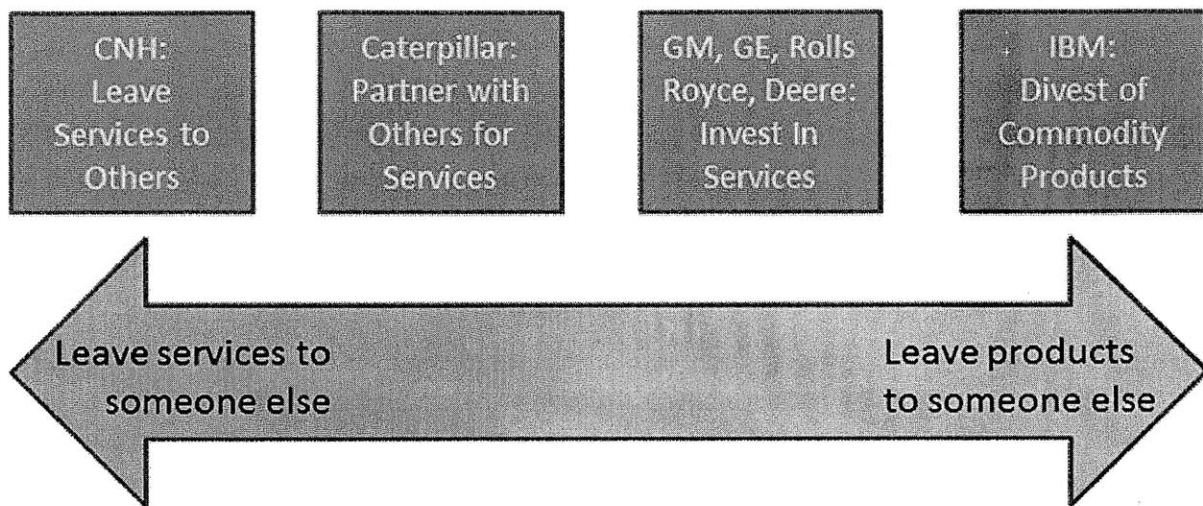 CNH:
Leave
Services to
Others
Caterpillar:
Partner with
Others for
Services
GM, GE, Rolls
Royce, Deere:
Invest In
Services
IBM:
Divest of
Commodity
Products
Leave services to
someone else
Leave products
to someone else